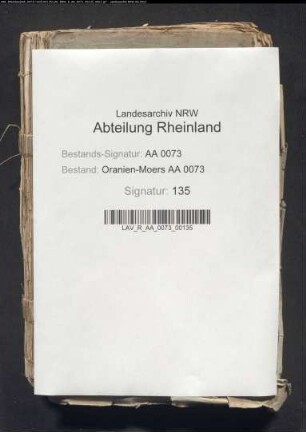 Landesarchiv NRW
Abteilung Rheinland
Bestands-Signatur: AA 0073
Bestand: Oranien-Moers AA 0073
Signatur: 135
LAV_R_AA_0073_00135